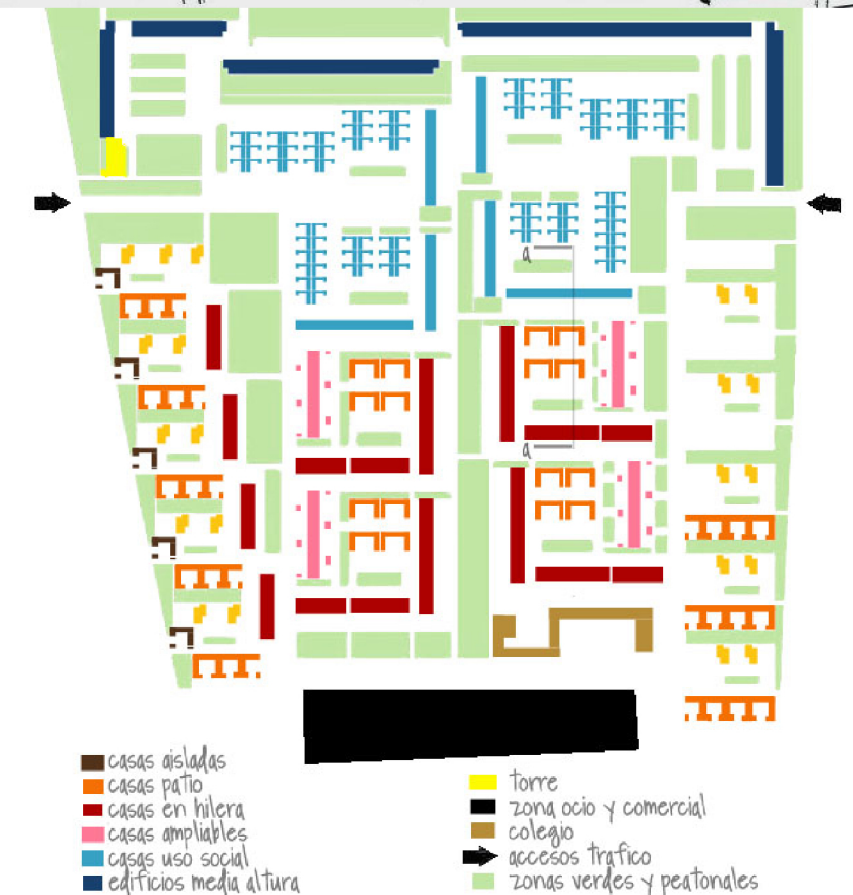 a
a
casas aisladas
casas patio
casas en hilera
casas ampliables
casas uso social
edificios media altura
torre
zona ocio y comercial
colegio
accesos trafico
zonas verdes y peatonales